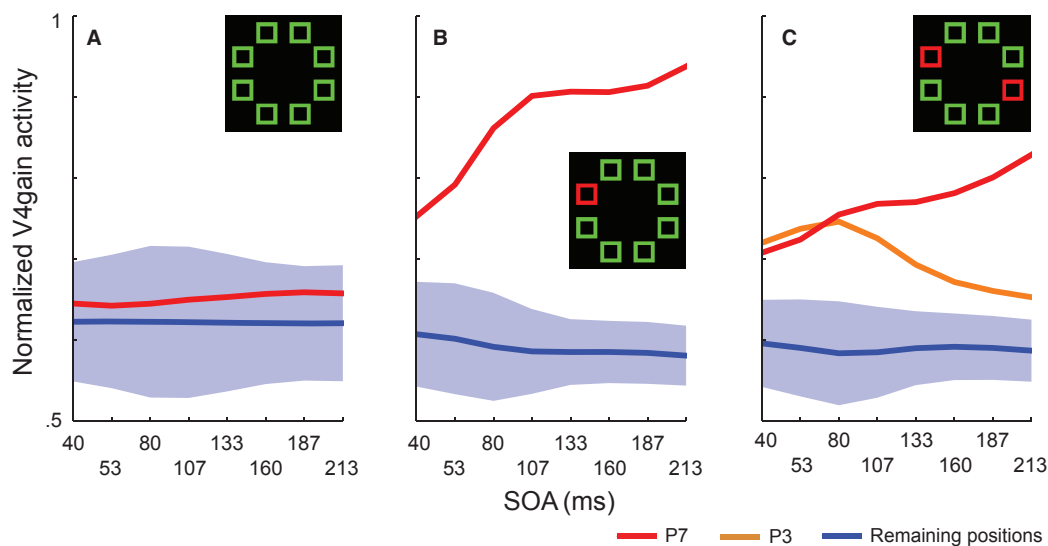 A
B
C
1
.5
Normalized V4gain activity
40 80 133 187
53 107 160 213
40 80 133 187
53 107 160 213
40 80 133 187
53 107 160 213
SOA (ms)
P7 P3 Remaining positions